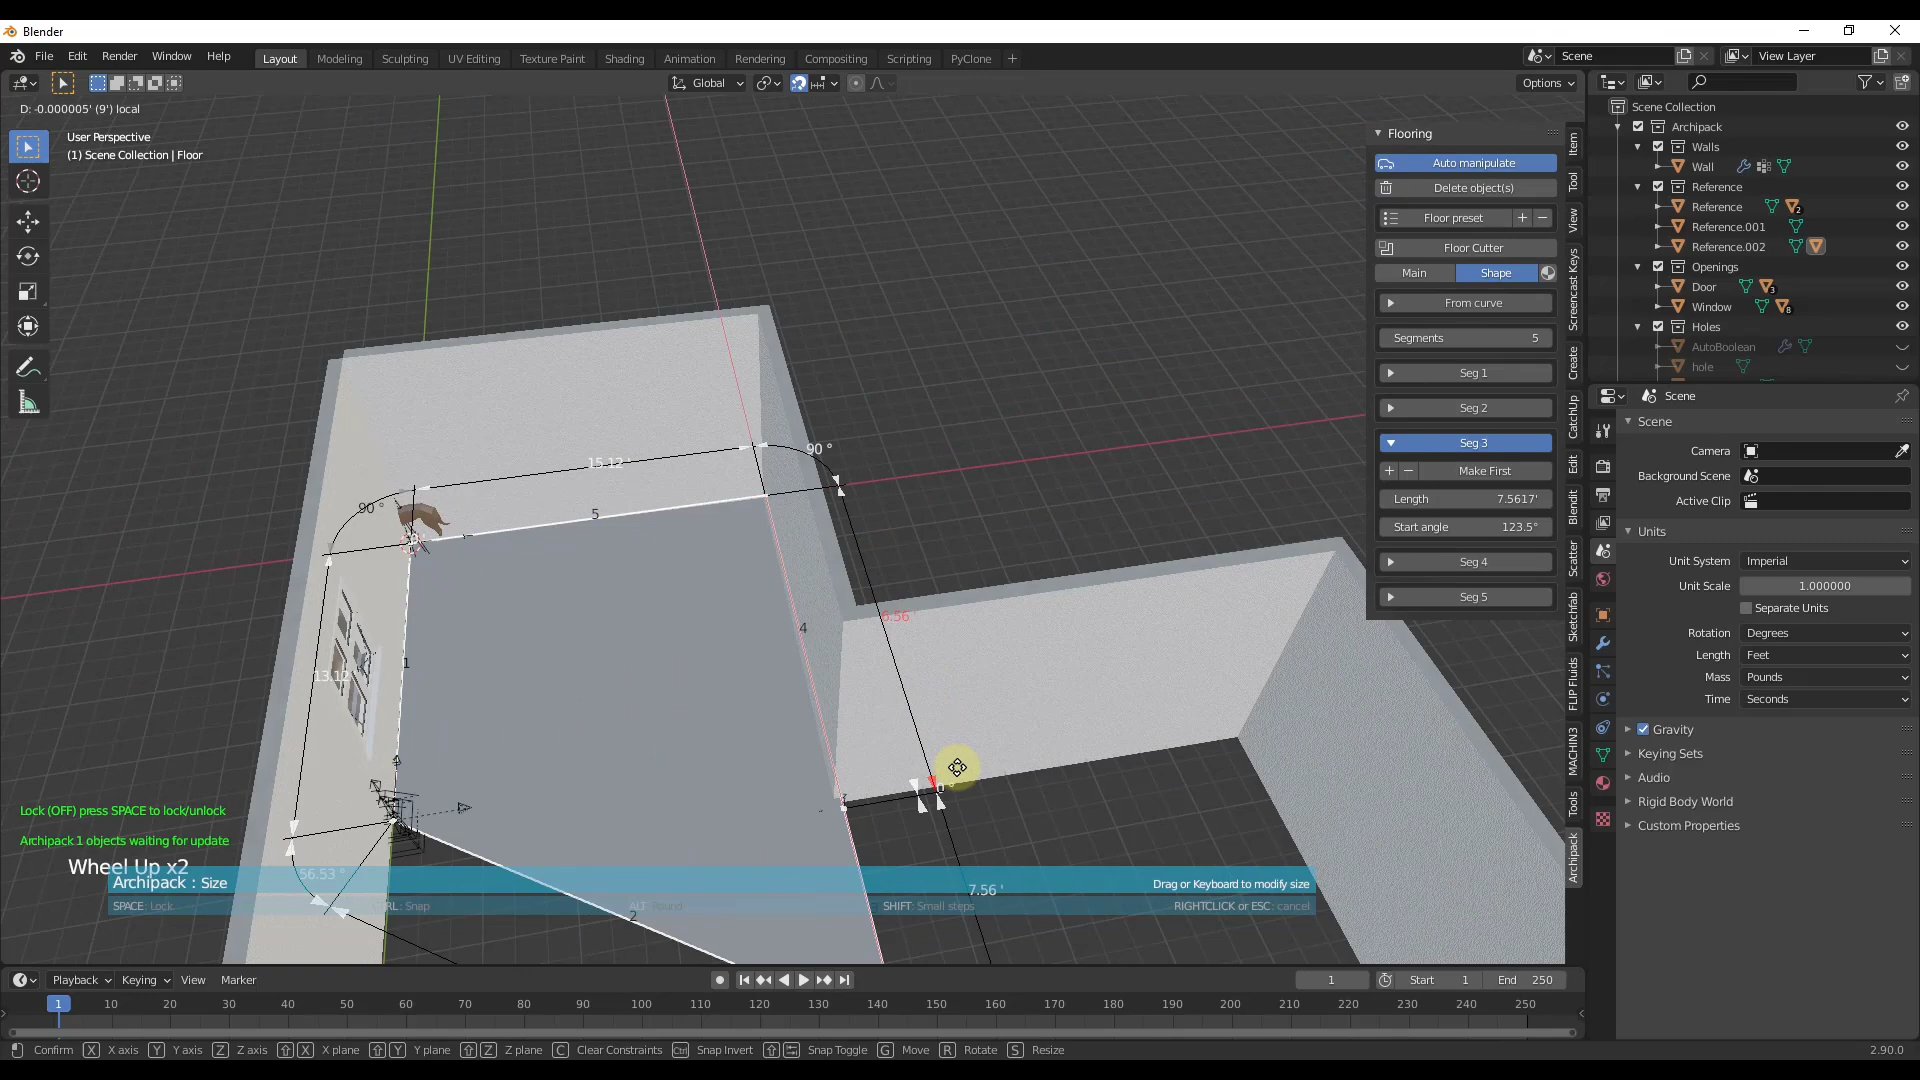 Blender
File Edit Render Window Help
Layout Modeling Sculpting UV Editing Texture Paint Shading Animation Rendering Compositing Scripting PyClone +
Scene
View Layer
Global
Options
D: -0.000005' (9') local
User Perspective
(1) Scene Collection | Floor
Flooring
Auto manipulate
Delete object(s)
Floor preset + −
Floor Cutter
Main Shape
From curve
Segments 5
Seg 1
Seg 2
Seg 3
+ − Make First
Length 7.5617'
Start angle 123.5°
Seg 4
Seg 5
Item
Tool
View
Screencast Keys
Create
CatchUp
Edit
Blendit
Scatter
Sketchfab
FLIP Fluids
MACHIN3
Tools
Archipack
Scene Collection
Archipack
Walls
Wall
Reference
Reference 2
Reference.001
Reference.002
Openings
Door 3
Window 8
Holes
AutoBoolean
hole
Scene
Scene
Camera
Background Scene
Active Clip
Units
Unit System Imperial
Unit Scale 1.000000
Separate Units
Rotation Degrees
Length Feet
Mass Pounds
Time Seconds
Gravity
Keying Sets
Audio
Rigid Body World
Custom Properties
15.12 '
90 °
90 °
5
6.56
4
1
13.12
0 °
56.53 °
7.56 '
2
Lock (OFF) press SPACE to lock/unlock
Archipack 1 objects waiting for update
Wheel Up x2
Archipack : Size
Drag or Keyboard to modify size
SPACE: Lock
CTRL: Snap
ALT: Round
SHIFT: Small steps
RIGHTCLICK or ESC: cancel
Playback Keying View Marker
1
Start 1 End 250
1 10 20 30 40 50 60 70 80 90 100 110 120 130 140 150 160 170 180 190 200 210 220 230 240 250
Confirm X X axis Y Y axis Z Z axis X X plane Y Y plane Z Z plane C Clear Constraints Ctrl Snap Invert Snap Toggle G Move R Rotate S Resize
2.90.0